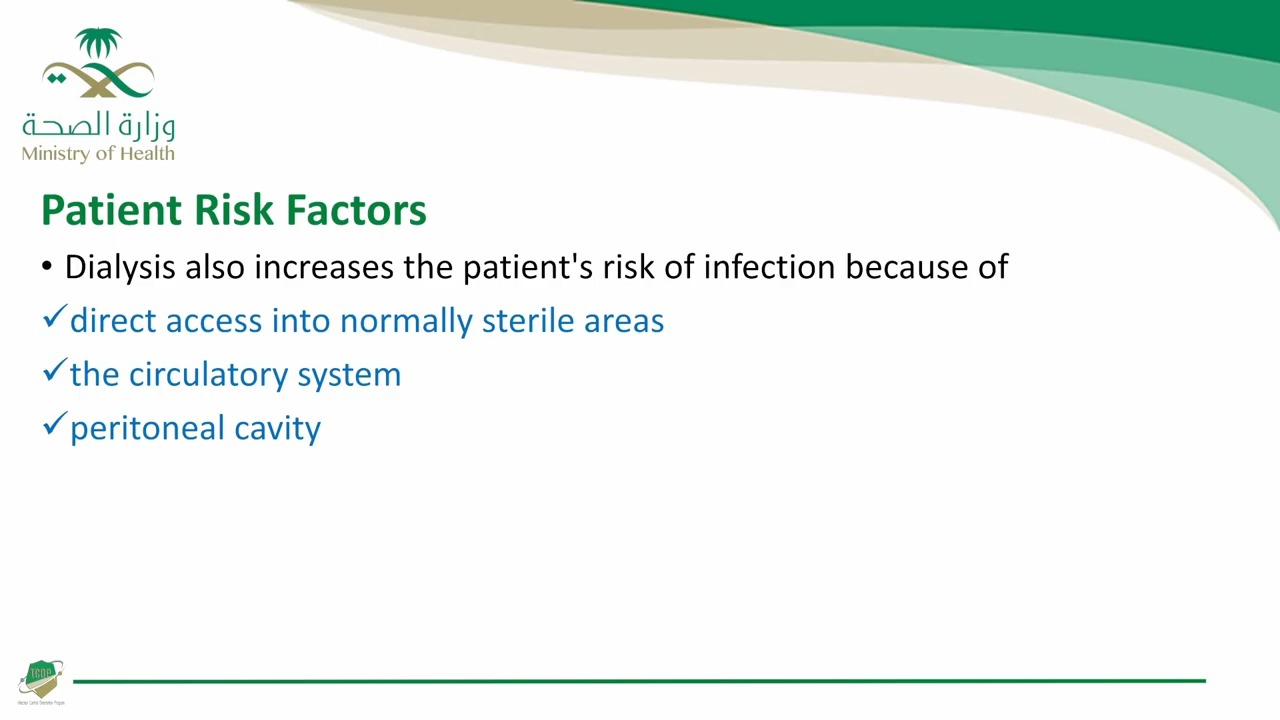 وزارة الصحة
Ministry of Health
Patient Risk Factors
• Dialysis also increases the patient's risk of infection because of
✓direct access into normally sterile areas
✓the circulatory system
✓peritoneal cavity